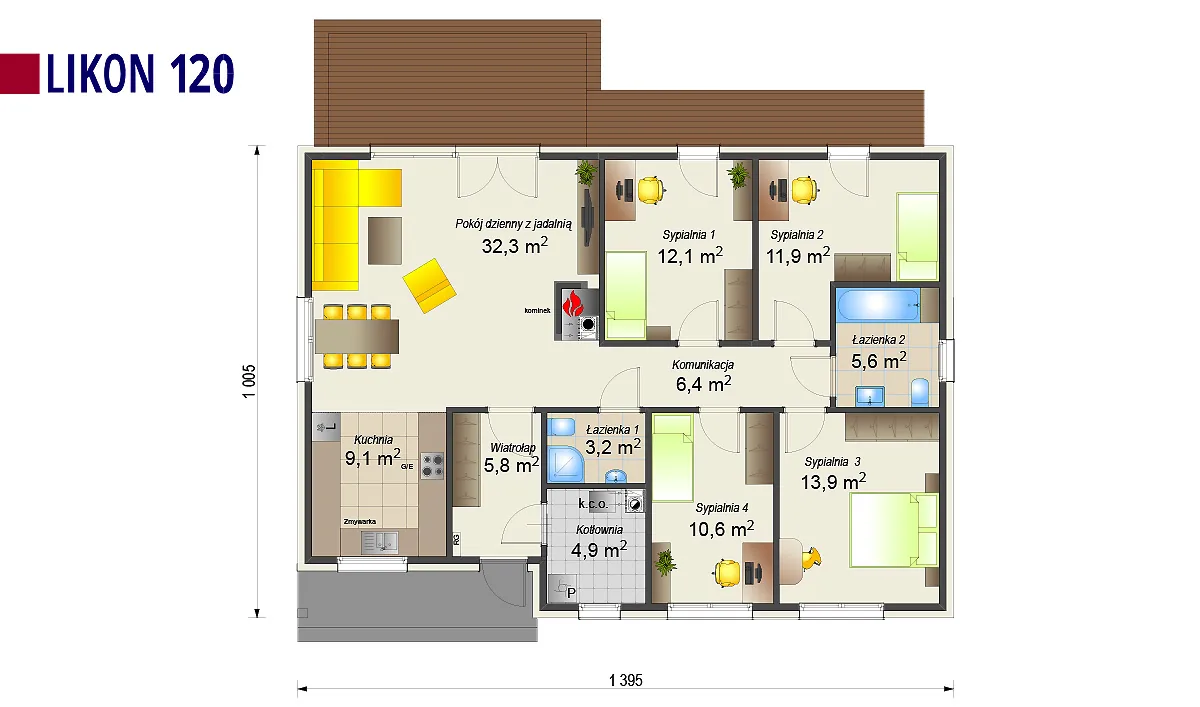 LIKON 120
Pokój dzienny z jadalnią
32,3 m²
Sypialnia 1
12,1 m²
Sypialnia 2
11,9 m²
kominek
Łazienka 2
5,6 m²
Komunikacja
6,4 m²
1 005
L
Kuchnia
9,1 m²
G/E
Zmywarka
Wiatrołap
5,8 m²
RG
Łazienka 1
3,2 m²
k.c.o.
Kotłownia
4,9 m²
P
Sypialnia 4
10,6 m²
Sypialnia 3
13,9 m²
1 395